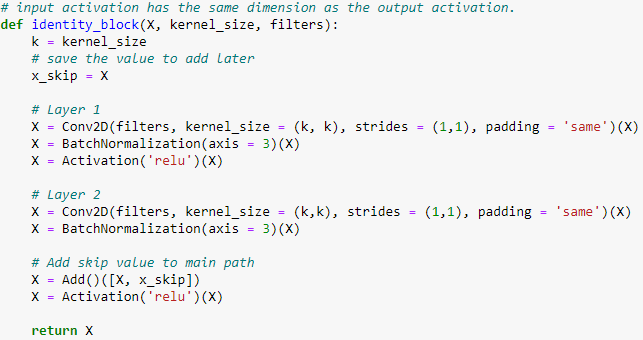 # input activation has the same dimension as the output activation.
def identity_block(X, kernel_size, filters):
    k = kernel_size
    # save the value to add later
    x_skip = X

    # Layer 1
    X = Conv2D(filters, kernel_size = (k, k), strides = (1,1), padding = 'same')(X)
    X = BatchNormalization(axis = 3)(X)
    X = Activation('relu')(X)

    # Layer 2
    X = Conv2D(filters, kernel_size = (k,k), strides = (1,1), padding = 'same')(X)
    X = BatchNormalization(axis = 3)(X)

    # Add skip value to main path
    X = Add()([X, x_skip])
    X = Activation('relu')(X)

    return X